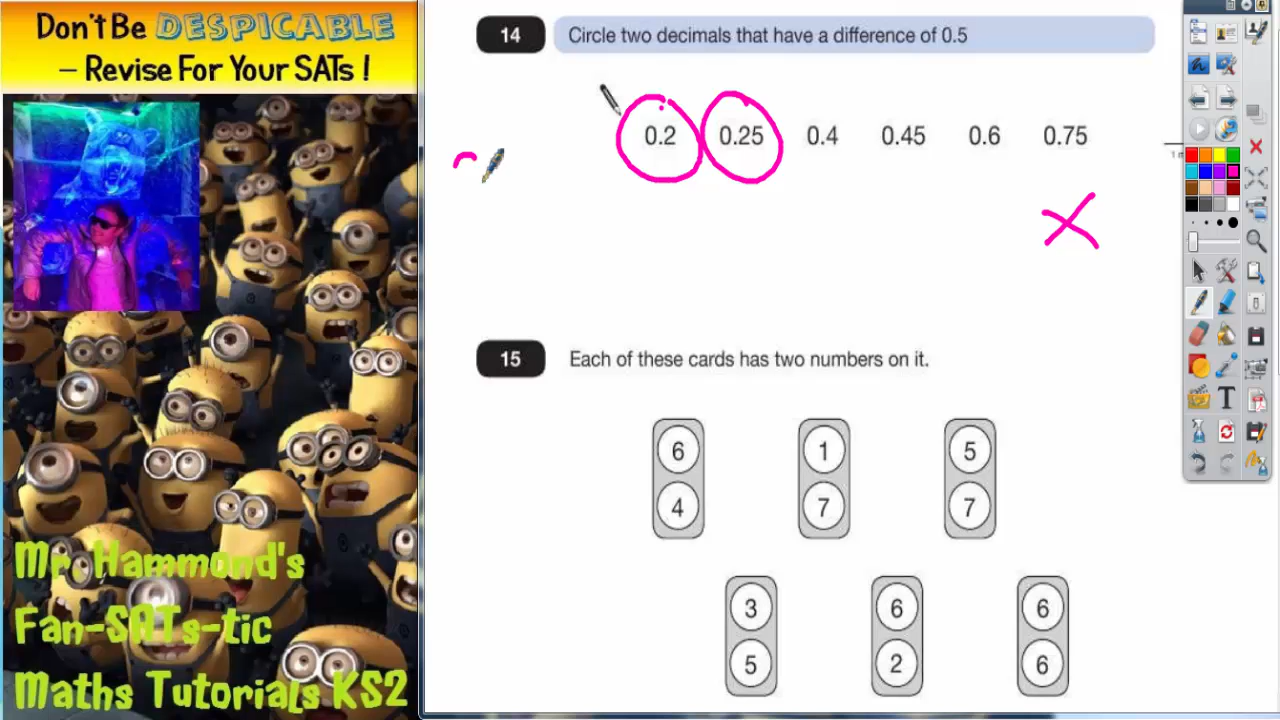 Don't Be DESPICABLE
– Revise For Your SATs !
14 Circle two decimals that have a difference of 0.5
0.2 0.25 0.4 0.45 0.6 0.75
15 Each of these cards has two numbers on it.
6 1 5
4 7 7
3 6 6
5 2 6
Mr. Hammond's
Fan-SATs-tic
Maths Tutorials KS2